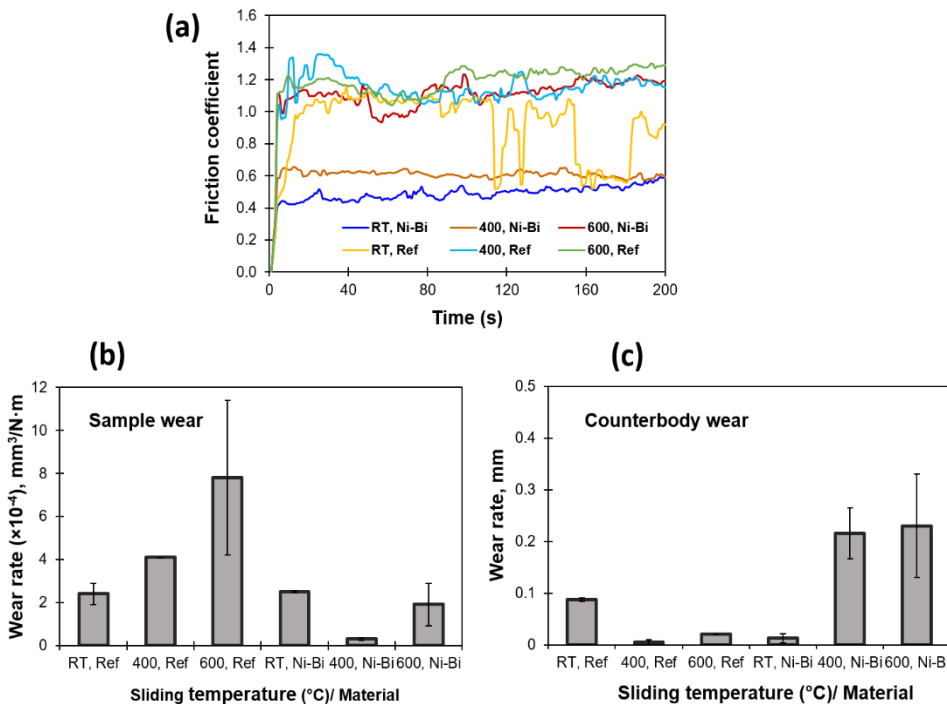 (a)
Friction coefficient
1.6
1.4
1.2
1.0
0.8
0.6
0.4
0.2
0.0
RT, Ni-Bi 400, Ni-Bi 600, Ni-Bi
RT, Ref 400, Ref 600, Ref
0 40 80 120 160 200
Time (s)
(b)
Wear rate (×10⁻⁴), mm³/N·m
12
10
8
6
4
2
0
Sample wear
RT, Ref 400, Ref 600, Ref RT, Ni-Bi 400, Ni-Bi 600, Ni-Bi
Sliding temperature (°C)/ Material
(c)
Wear rate, mm
0.5
0.4
0.3
0.2
0.1
0
Counterbody wear
RT, Ref 400, Ref 600, Ref RT, Ni-Bi 400, Ni-Bi 600, Ni-B
Sliding temperature (°C)/ Material